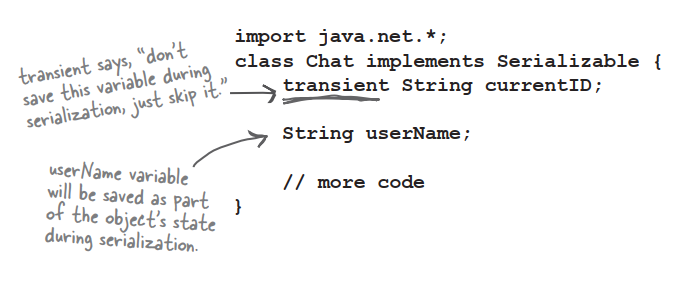 import java.net.*;
class Chat implements Serializable {
transient String currentID;
String userName;
// more code
}
transient says, “don’t
save this variable during
serialization, just skip it.”
userName variable
will be saved as part
of the object’s state
during serialization.